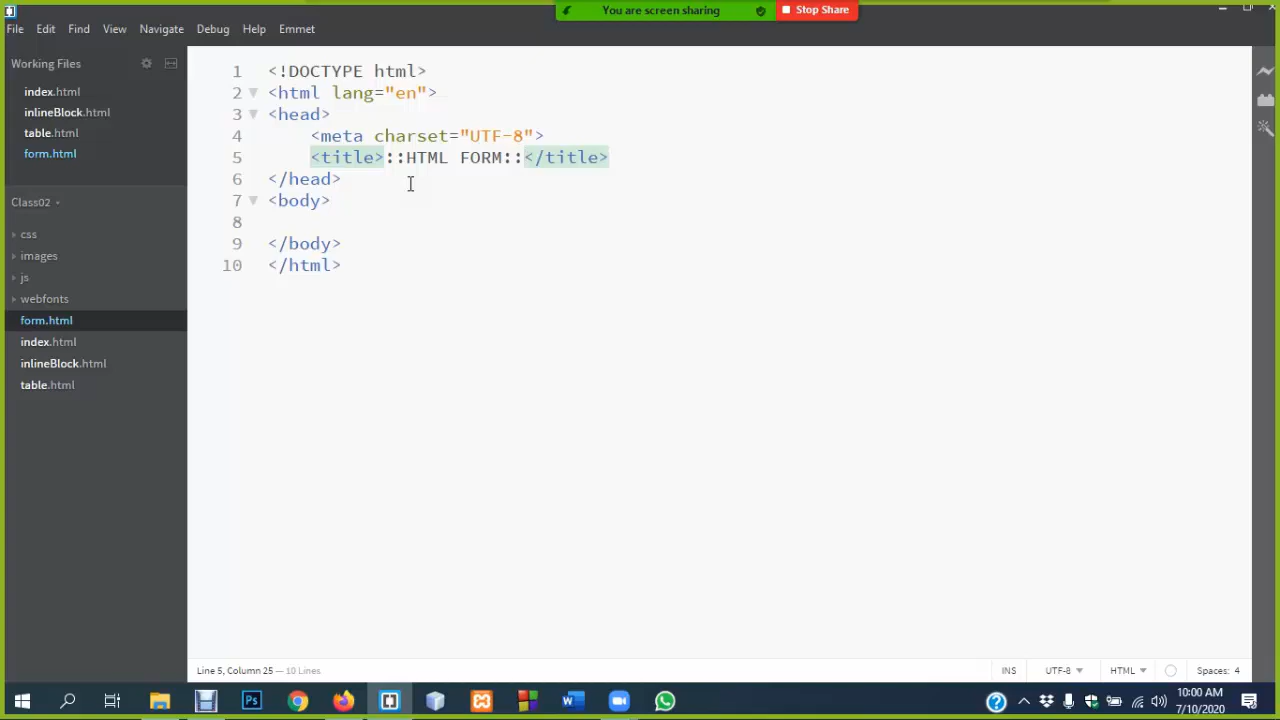 You are screen sharing
Stop Share
File Edit Find View Navigate Debug Help Emmet
Working Files
index.html
inlineBlock.html
table.html
form.html
Class02
css
images
js
webfonts
form.html
index.html
inlineBlock.html
table.html
1 <!DOCTYPE html>
2 <html lang="en">
3 <head>
4 <meta charset="UTF-8">
5 <title>::HTML FORM::</title>
6 </head>
7 <body>
8
9 </body>
10 </html>
Line 5, Column 25 — 10 Lines
INS UTF-8 HTML Spaces: 4
10:00 AM
7/10/2020